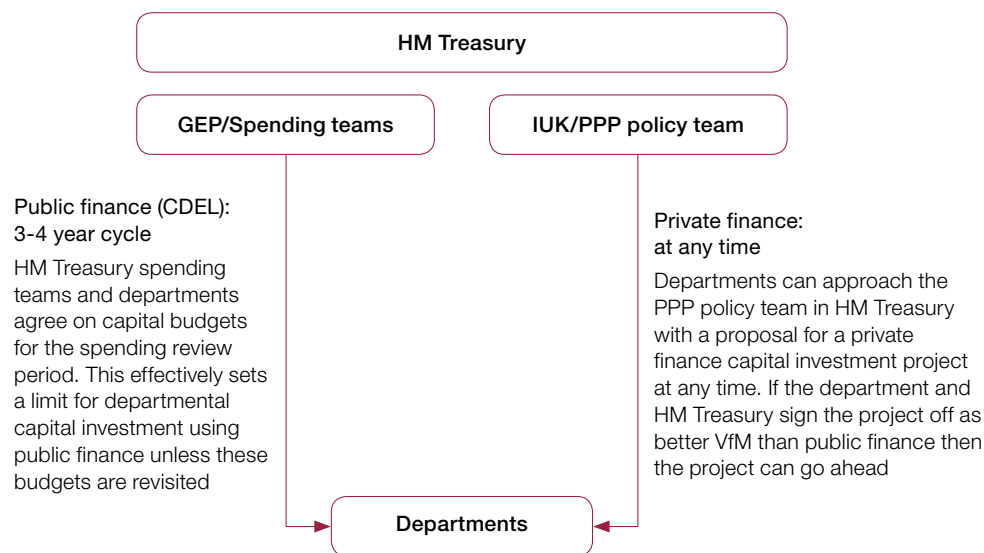 HM Treasury
GEP/Spending teams
IUK/PPP policy team
Public finance (CDEL):
3-4 year cycle
HM Treasury spending
teams and departments
agree on capital budgets
for the spending review
period. This effectively sets
a limit for departmental
capital investment using
public finance unless these
budgets are revisited
Private finance:
at any time
Departments can approach the
PPP policy team in HM Treasury
with a proposal for a private
finance capital investment project
at any time. If the department and
HM Treasury sign the project off as
better VfM than public finance then
the project can go ahead
Departments